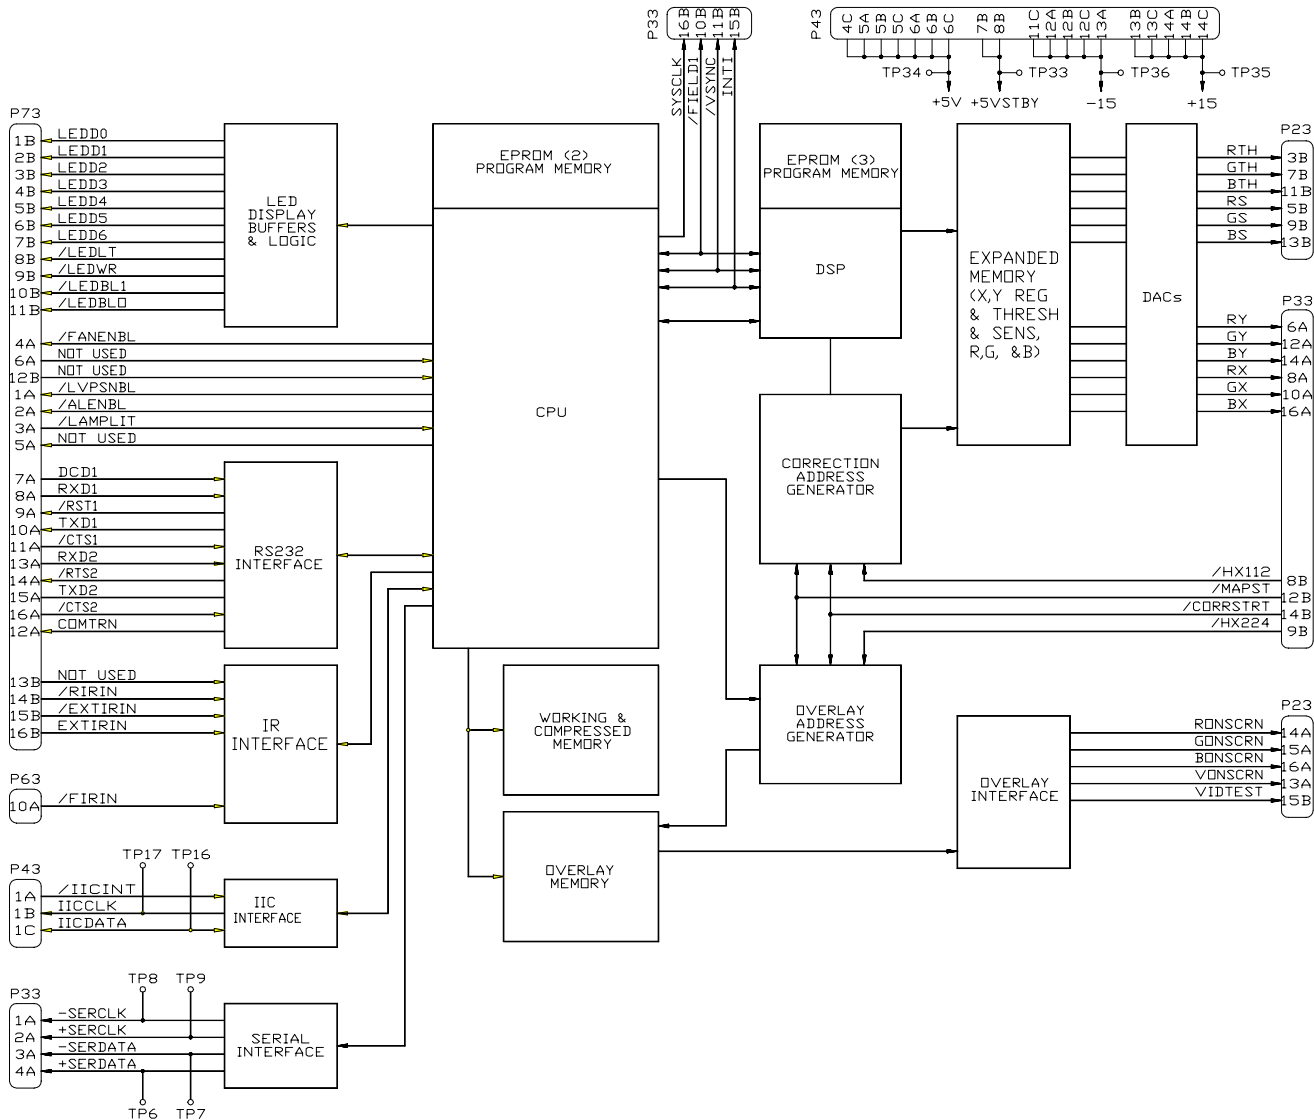 P33
16B
10B
11B
15B
SYSCLK
/FIELD1
/VSYNC
INTI
P43
4C
5A
5B
5C
6A
6B
6C
7B
8B
11C
12A
12B
12C
13A
13B
13C
14A
14B
14C
TP34
TP33
TP36
TP35
+5V
+5VSTBY
-15
+15
P73
1B LEDD0
2B LEDD1
3B LEDD2
4B LEDD3
5B LEDD4
6B LEDD5
7B LEDD6
8B /LEDLT
9B /LEDWR
10B /LEDBL1
11B /LEDBL0
4A /FANENBL
6A NOT USED
12B NOT USED
1A /LVPSNBL
2A /ALENBL
3A /LAMPLIT
5A NOT USED
7A DCD1
8A RXD1
9A /RST1
10A TXD1
11A /CTS1
13A RXD2
14A /RTS2
15A TXD2
16A /CTS2
12A COMTRN
13B NOT USED
14B /RIRIN
15B /EXTIRIN
16B EXTIRIN
P63
10A /FIRIN
TP17
TP16
P43
1A /IICINT
1B IICCLK
1C IICDATA
TP8
TP9
P33
1A -SERCLK
2A +SERCLK
3A -SERDATA
4A +SERDATA
TP6
TP7
LED
DISPLAY
BUFFERS
& LOGIC
RS232
INTERFACE
IR
INTERFACE
IIC
INTERFACE
SERIAL
INTERFACE
EPROM (2)
PROGRAM MEMORY
CPU
WORKING &
COMPRESSED
MEMORY
OVERLAY
MEMORY
EPROM (3)
PROGRAM MEMORY
DSP
CORRECTION
ADDRESS
GENERATOR
OVERLAY
ADDRESS
GENERATOR
EXPANDED
MEMORY
(X,Y REG
& THRESH
& SENS,
R,G, &B)
DACs
OVERLAY
INTERFACE
P23
RTH 3B
GTH 7B
BTH 11B
RS 5B
GS 9B
BS 13B
P33
RY 6A
GY 12A
BY 14A
RX 8A
GX 10A
BX 16A
/HX112 8B
/MAPST 12B
/CORRSTRT 14B
/HX224 9B
P23
RONSCRN 14A
GONSCRN 15A
BONSCRN 16A
VONSCRN 13A
VIDTEST 15B